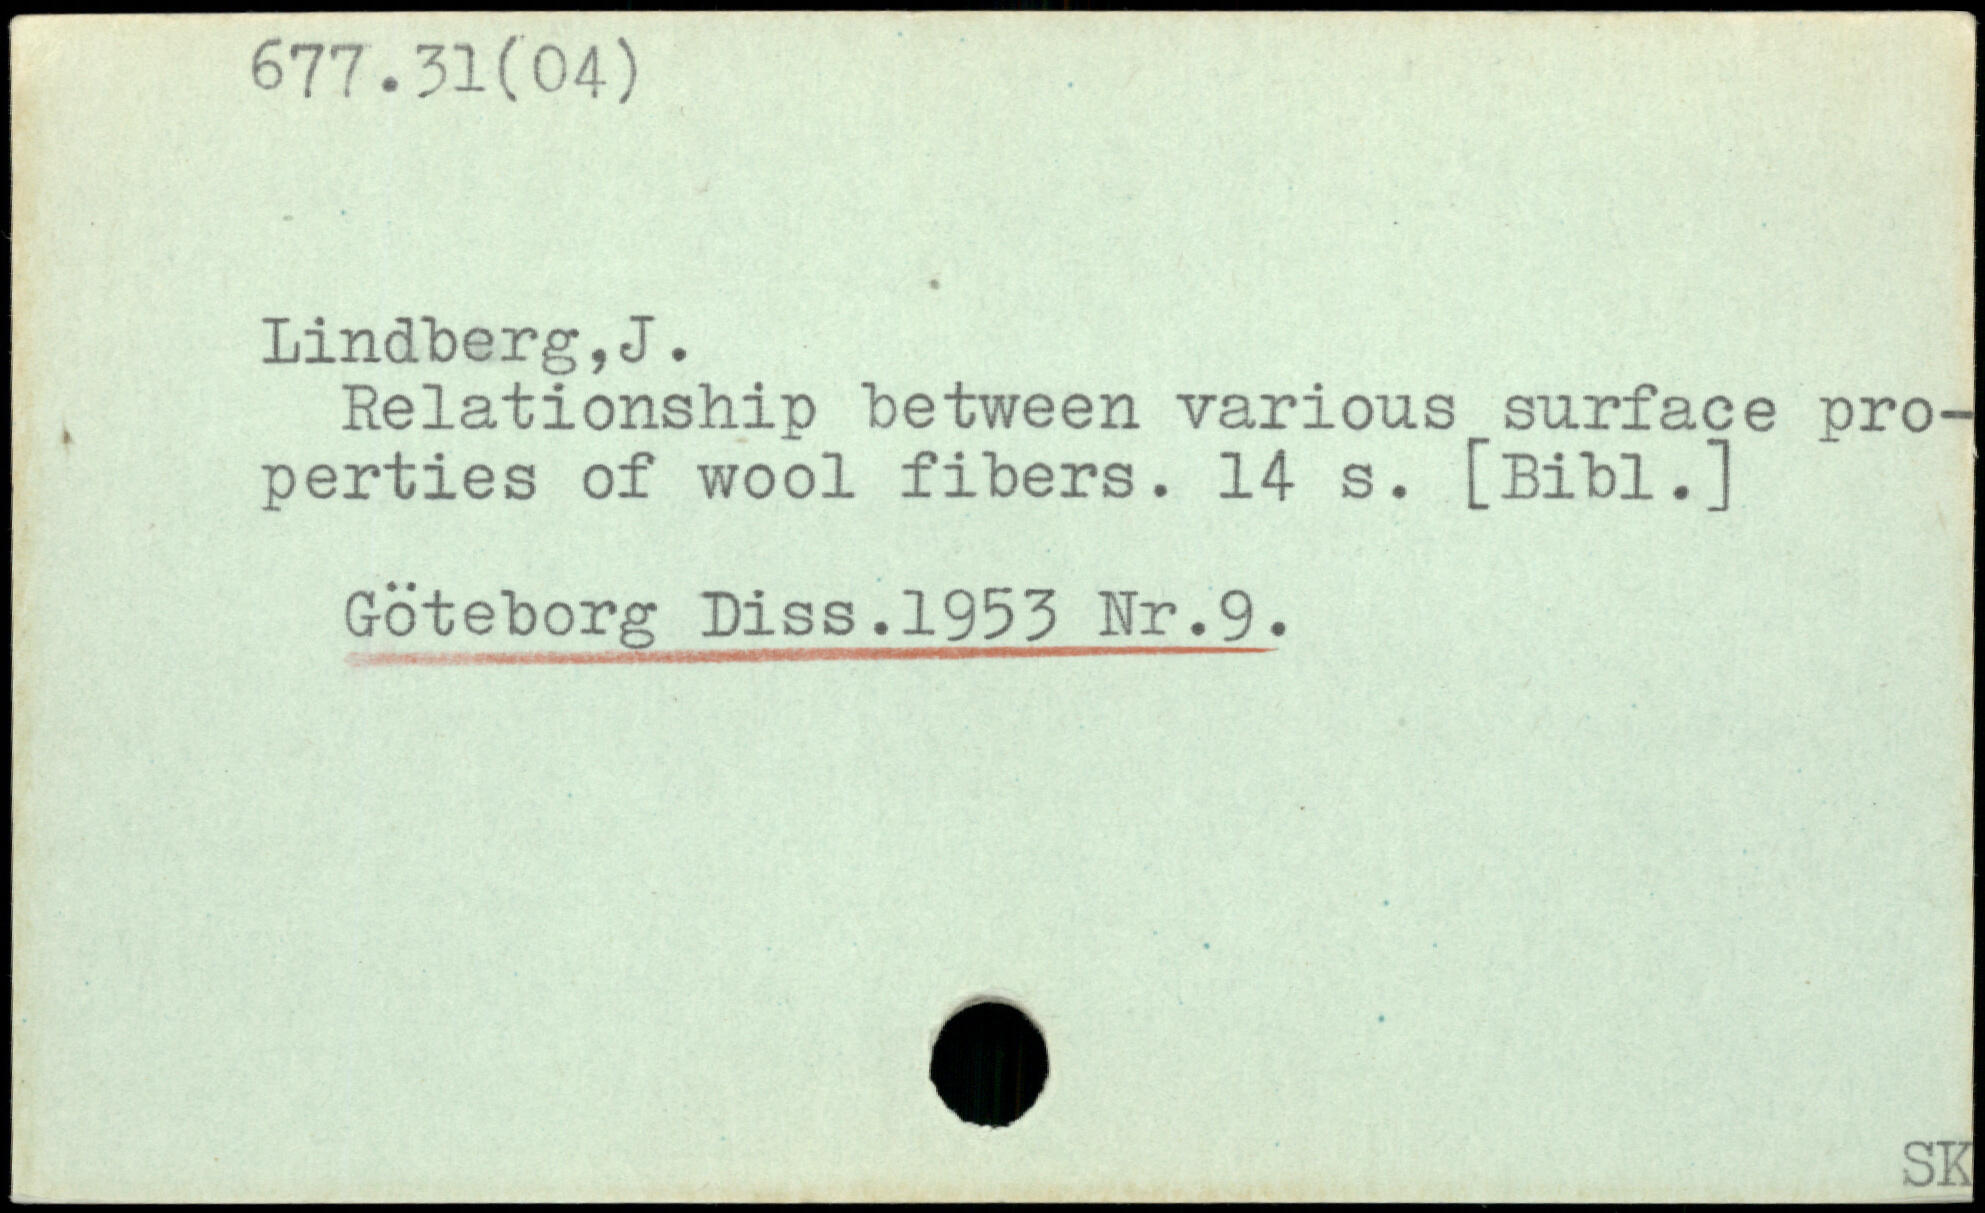 677.31(04)
Lindberg,J.
Relationship between various surface pro-
perties of wool fibers. 14 s. [Bibl.]
Göteborg Diss.1953 Nr.9.
SK